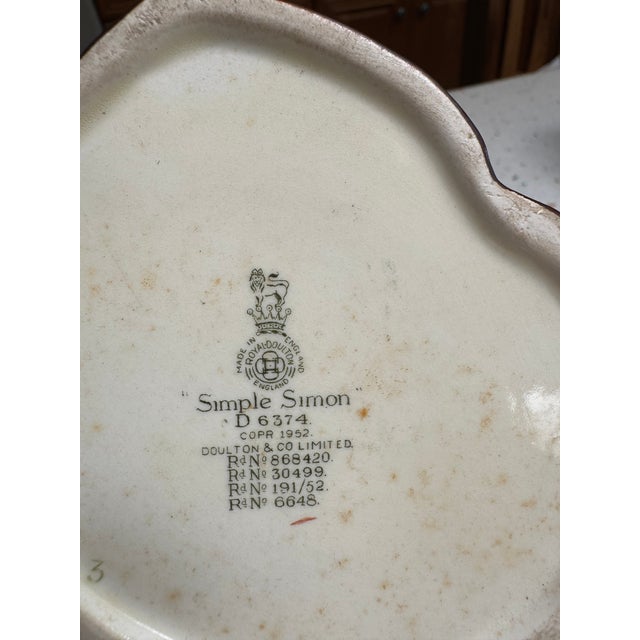 MADE IN ENGLAND
ROYAL DOULTON
ENGLAND
Simple Simon
D 6374.
COPR 1952.
DOULTON & CO LIMITED.
Rd No 868420.
Rd No 30499.
Rd No 191/52.
Rd No 6648.
3